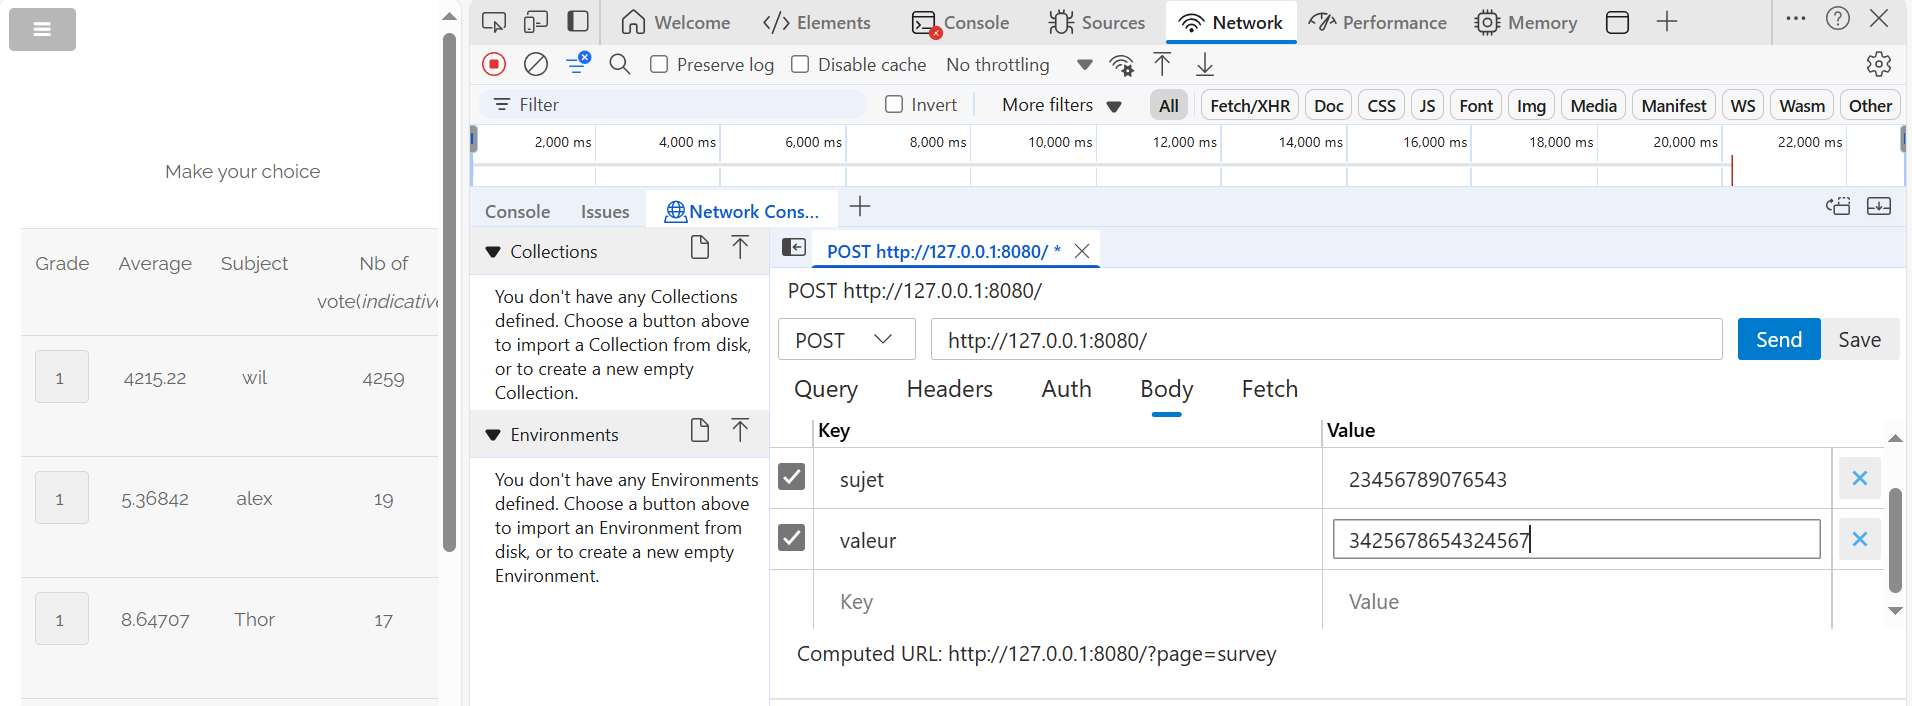 Welcome
Elements
Console
Sources
Network
Performance
Memory
Preserve log
Disable cache
No throttling
Filter
Invert
More filters
All
Fetch/XHR
Doc
CSS
JS
Font
Img
Media
Manifest
WS
Wasm
Other
2,000 ms
4,000 ms
6,000 ms
8,000 ms
10,000 ms
12,000 ms
14,000 ms
16,000 ms
18,000 ms
20,000 ms
22,000 ms
Make your choice
Grade Average Subject Nb of
vote(indicative
1 4215.22 wil 4259
1 5.36842 alex 19
1 8.64707 Thor 17
Console
Issues
Network Cons...
Collections
You don't have any Collections
defined. Choose a button above
to import a Collection from disk,
or to create a new empty
Collection.
Environments
You don't have any Environments
defined. Choose a button above
to import an Environment from
disk, or to create a new empty
Environment.
POST http://127.0.0.1:8080/ *
POST http://127.0.0.1:8080/
POST
http://127.0.0.1:8080/
Send
Save
Query
Headers
Auth
Body
Fetch
Key Value
sujet 23456789076543
valeur 3425678654324567
Key Value
Computed URL: http://127.0.0.1:8080/?page=survey